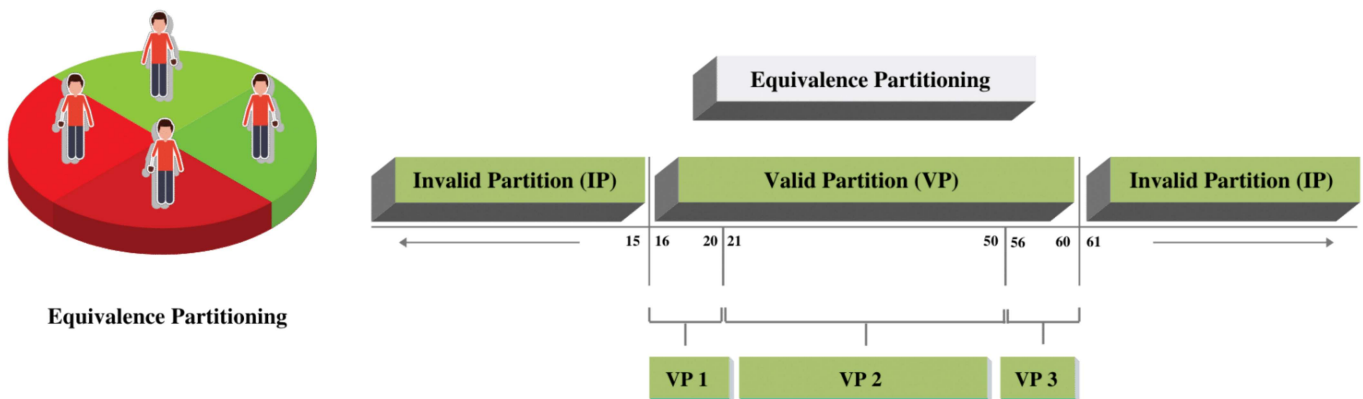 Equivalence Partitioning
Equivalence Partitioning
Invalid Partition (IP)
Valid Partition (VP)
Invalid Partition (IP)
15 16 20 21 50 56 60 61
VP 1
VP 2
VP 3